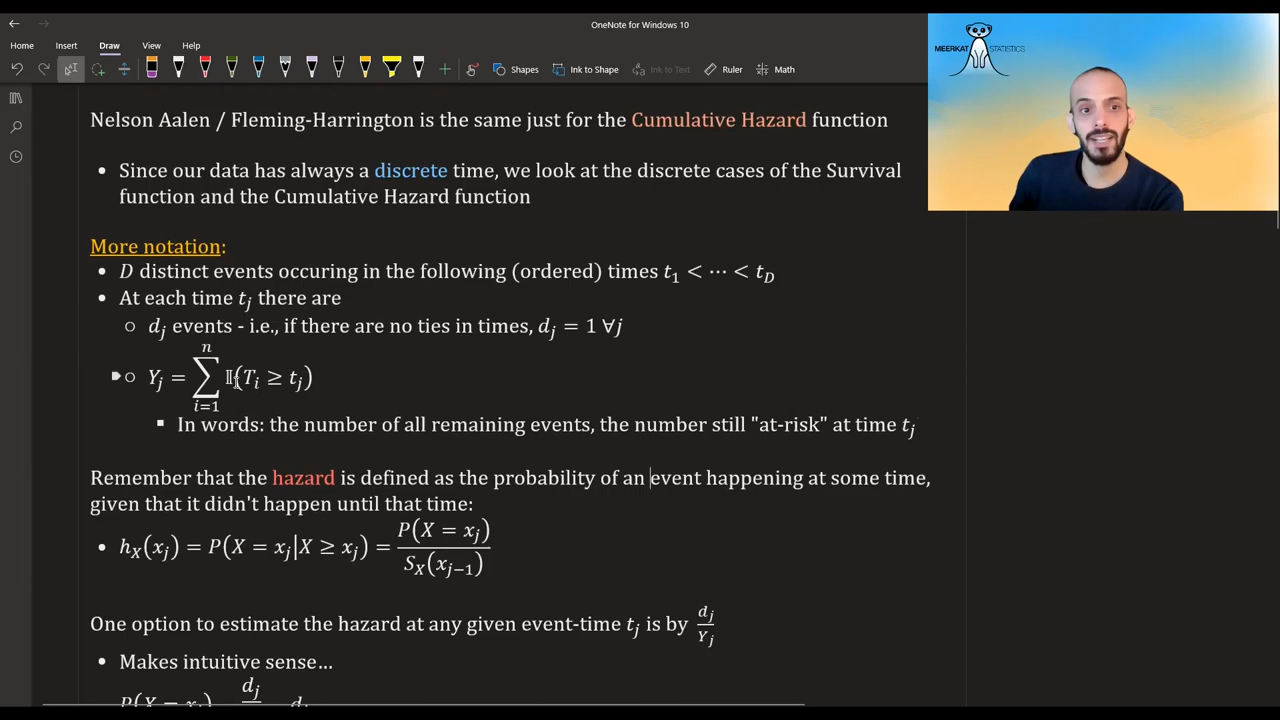 OneNote for Windows 10
Home Insert Draw View Help
Shapes Ink to Shape Ink to Text Ruler Math
MEERKAT STATISTICS
Nelson Aalen / Fleming-Harrington is the same just for the Cumulative Hazard function
• Since our data has always a discrete time, we look at the discrete cases of the Survival
function and the Cumulative Hazard function
More notation:
• D distinct events occuring in the following (ordered) times t₁ < ⋯ < t_D
• At each time t_j there are
○ d_j events - i.e., if there are no ties in times, d_j = 1 ∀j
○ Y_j = ∑_{i=1}^{n} 𝕀(T_i ≥ t_j)
▪ In words: the number of all remaining events, the number still "at-risk" at time t_j
Remember that the hazard is defined as the probability of an event happening at some time,
given that it didn't happen until that time:
• h_X(x_j) = P(X = x_j|X ≥ x_j) = P(X = x_j) / S_X(x_{j−1})
One option to estimate the hazard at any given event-time t_j is by d_j / Y_j
• Makes intuitive sense…